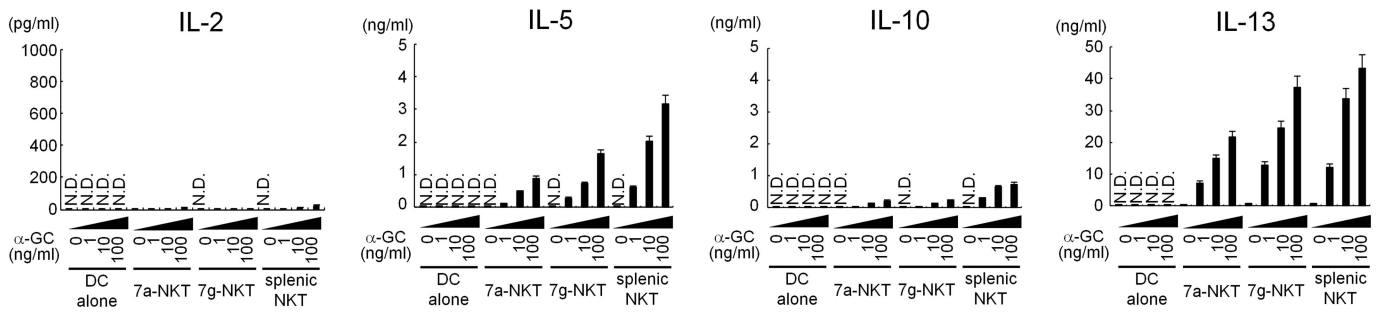 (pg/ml) IL-2
1000
800
600
400
200
0
N.D. N.D. N.D. N.D. N.D. N.D.
α-GC 0 1 10 100 0 1 10 100 0 1 10 100 0 1 10 100
(ng/ml)
DC alone 7a-NKT 7g-NKT splenic NKT
(ng/ml) IL-5
5
4
3
2
1
0
N.D. N.D. N.D. N.D. N.D. N.D. N.D.
α-GC 0 1 10 100 0 1 10 100 0 1 10 100 0 1 10 100
(ng/ml)
DC alone 7a-NKT 7g-NKT splenic NKT
(ng/ml) IL-10
5
4
3
2
1
0
N.D. N.D. N.D. N.D. N.D. N.D. N.D.
α-GC 0 1 10 100 0 1 10 100 0 1 10 100 0 1 10 100
(ng/ml)
DC alone 7a-NKT 7g-NKT splenic NKT
(ng/ml) IL-13
50
40
30
20
10
0
N.D. N.D. N.D. N.D.
α-GC 0 1 10 100 0 1 10 100 0 1 10 100 0 1 10 100
(ng/ml)
DC alone 7a-NKT 7g-NKT splenic NKT